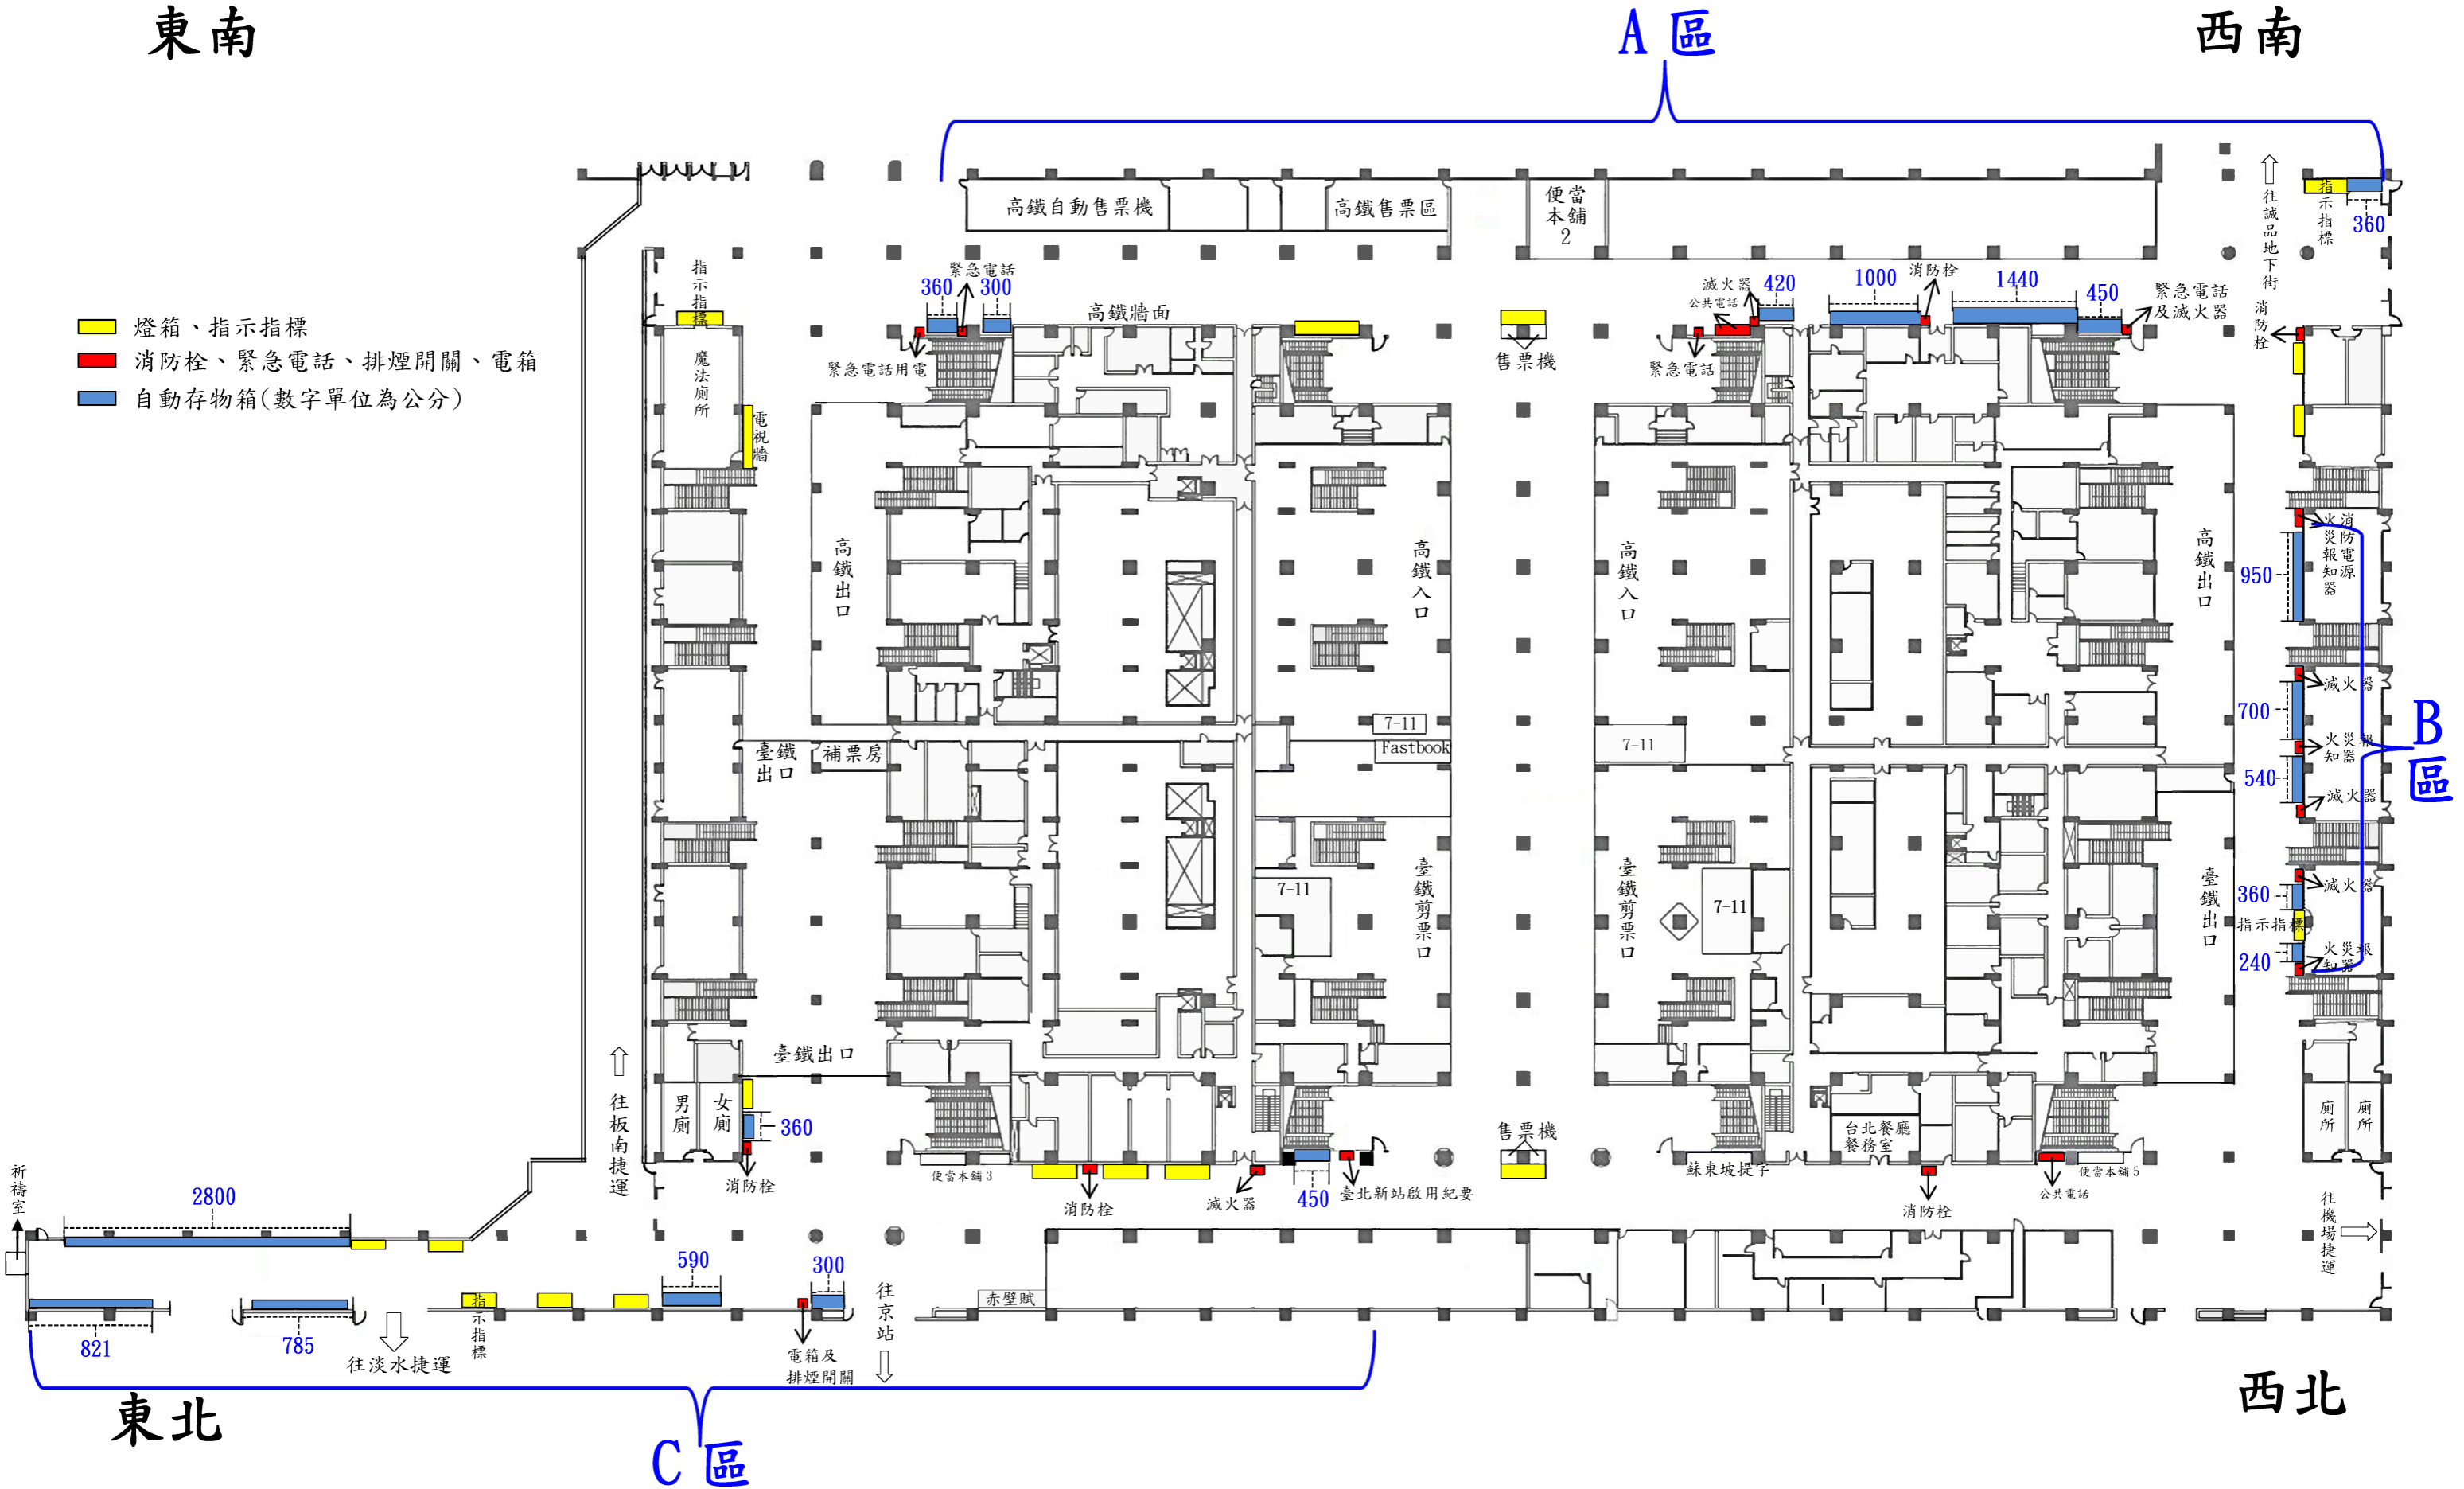 東南
A 區
西南
高鐵自動售票機
高鐵售票區
便當
本舖
2
往誠品地下街
指示指標
360
燈箱、指示指標
消防栓、緊急電話、排煙開關、電箱
自動存物箱(數字單位為公分)
指示指標
魔法廁所
電視牆
360
緊急電話
300
緊急電話用電
高鐵牆面
售票機
滅火器
公共電話
420
緊急電話
1000
消防栓
1440
450
緊急電話
及滅火器
消防栓
高鐵出口
高鐵入口
高鐵入口
高鐵出口
950
火災報知器
消防電源
滅火器
700
火災報
知器
540
滅火器
B
區
7-11
Fastbook
7-11
臺鐵
出口
補票房
7-11
臺鐵剪票口
臺鐵剪票口
7-11
臺鐵出口
滅火器
360
指示指標
火災報
知器
240
臺鐵出口
往板南捷運
男廁
女廁
360
消防栓
便當本舖3
消防栓
滅火器
450
臺北新站啟用紀要
售票機
蘇東坡提字
台北餐廳
餐務室
消防栓
公共電話
便當本舖5
廁所
廁所
往機場捷運
祈禱室
2800
821
785
往淡水捷運
指示指標
590
300
電箱及
排煙開關
往京站
赤壁賦
東北
C 區
西北